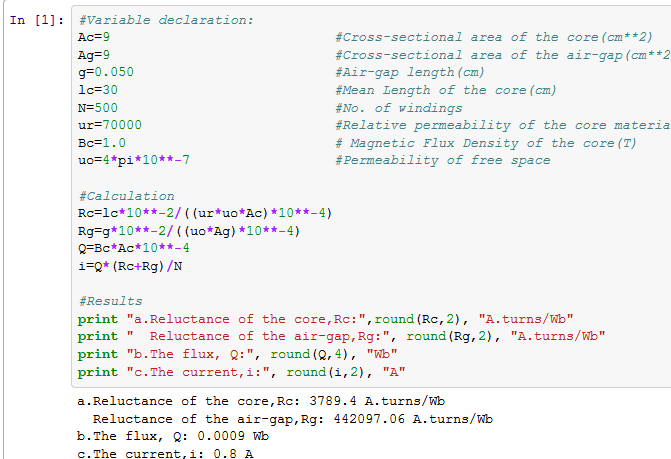 In [1]: #Variable declaration:
Ac=9 #Cross-sectional area of the core(cm**2)
Ag=9 #Cross-sectional area of the air-gap(cm**2
g=0.050 #Air-gap length(cm)
lc=30 #Mean Length of the core(cm)
N=500 #No. of windings
ur=70000 #Relative permeability of the core materia
Bc=1.0 # Magnetic Flux Density of the core(T)
uo=4*pi*10**-7 #Permeability of free space
#Calculation
Rc=lc*10**-2/((ur*uo*Ac)*10**-4)
Rg=g*10**-2/((uo*Ag)*10**-4)
Q=Bc*Ac*10**-4
i=Q*(Rc+Rg)/N
#Results
print "a.Reluctance of the core,Rc:",round(Rc,2), "A.turns/Wb"
print "  Reluctance of the air-gap,Rg:", round(Rg,2), "A.turns/Wb"
print "b.The flux, Q:", round(Q,4), "Wb"
print "c.The current,i:", round(i,2), "A"
a.Reluctance of the core,Rc: 3789.4 A.turns/Wb
  Reluctance of the air-gap,Rg: 442097.06 A.turns/Wb
b.The flux, Q: 0.0009 Wb
c.The current,i: 0.8 A